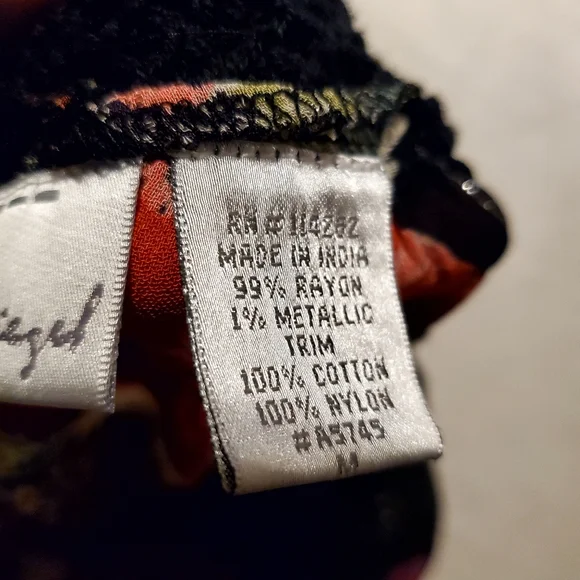 RN # 114282
MADE IN INDIA
99% RAYON
1% METALLIC
TRIM
100% COTTON
100% NYLON
#A5745
M